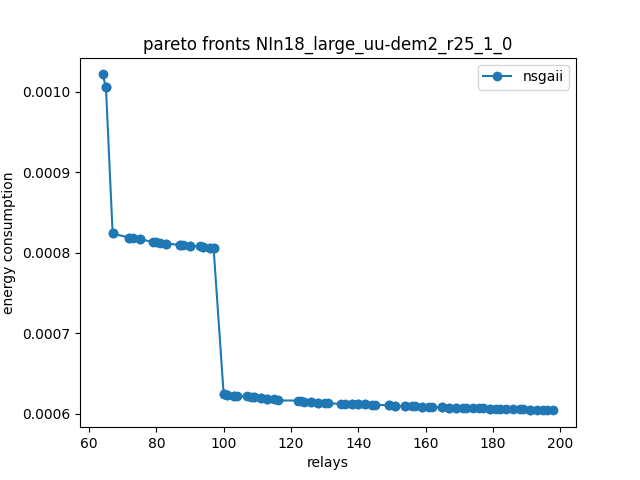 pareto fronts NIn18_large_uu-dem2_r25_1_0
nsgaii
energy consumption
0.0010
0.0009
0.0008
0.0007
0.0006
60 80 100 120 140 160 180 200
relays